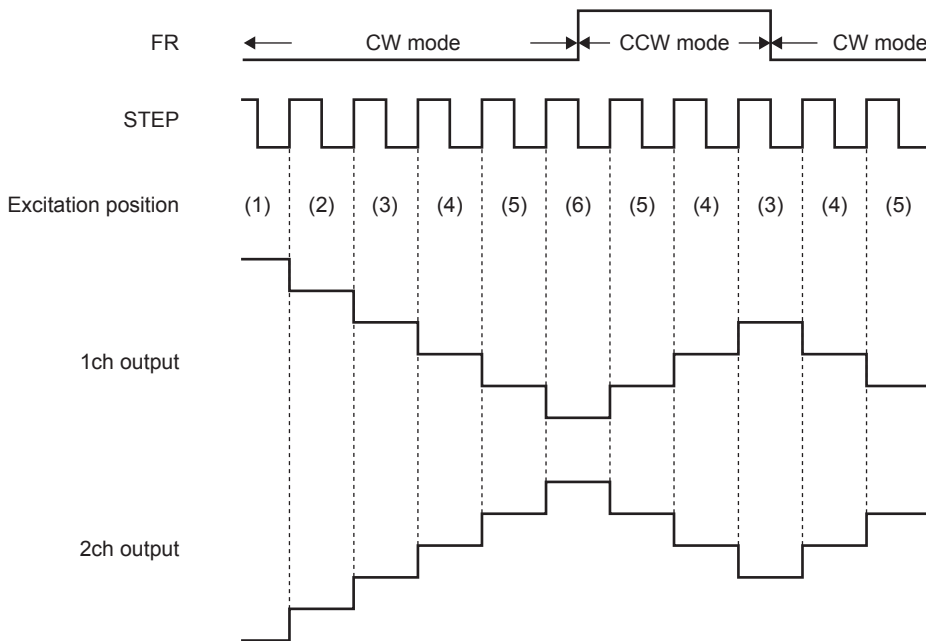 FR CW mode CCW mode CW mode
STEP
Excitation position (1) (2) (3) (4) (5) (6) (5) (4) (3) (4) (5)
1ch output
2ch output